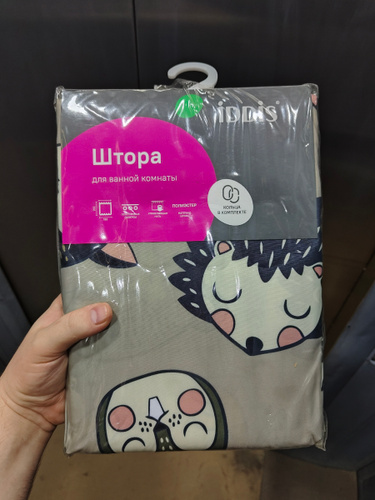 iDDiS
Штора
для ванной комнаты
ПОЛИЭСТЕР
КОЛЬЦА
В КОМПЛЕКТЕ